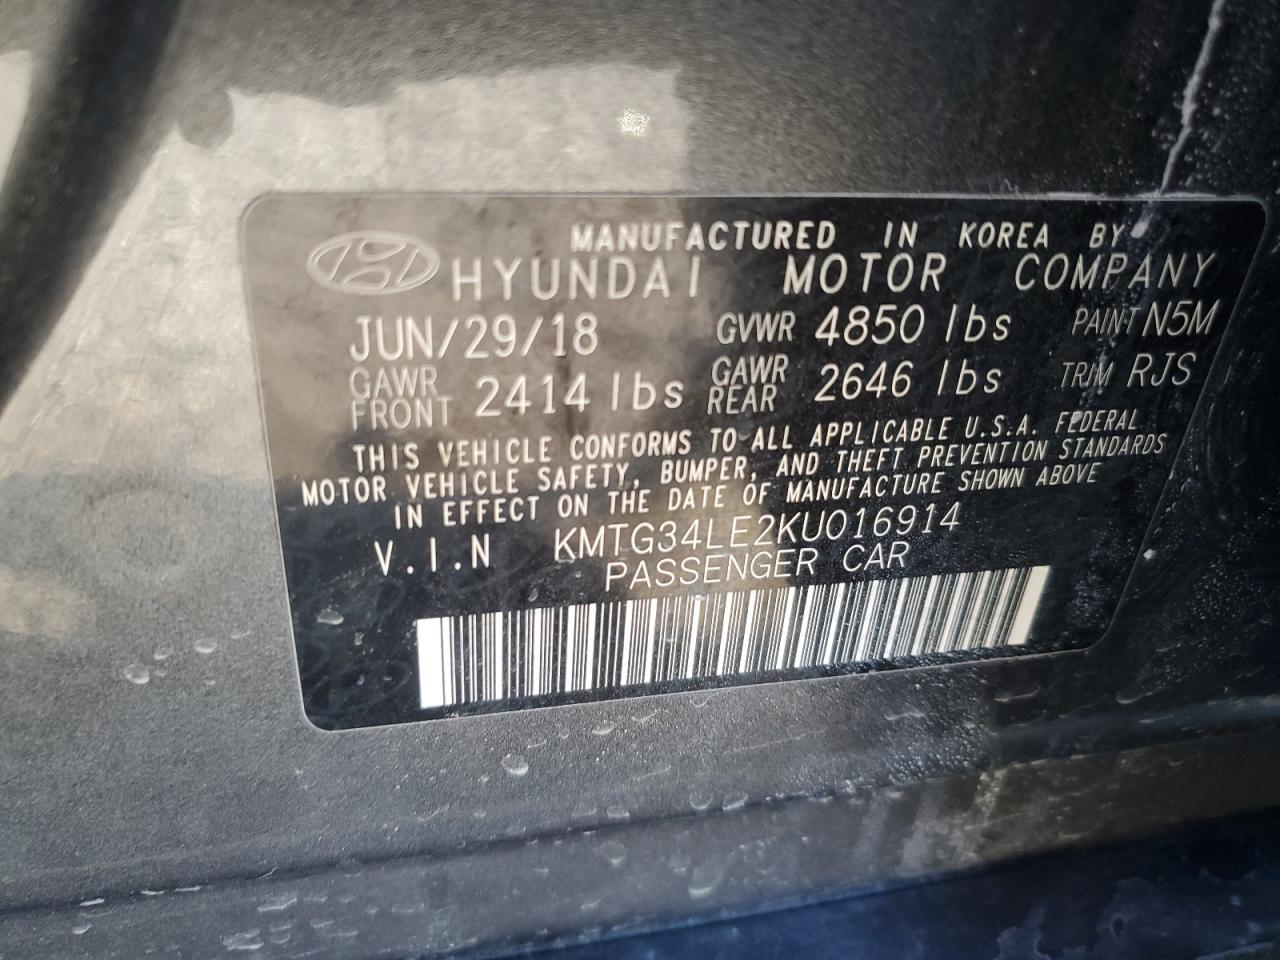 MANUFACTURED IN KOREA BY
HYUNDAI MOTOR COMPANY
JUN/29/18 GVWR 4850 lbs PAINT N5M
GAWR FRONT 2414 lbs GAWR REAR 2646 lbs TRIM RJS
THIS VEHICLE CONFORMS TO ALL APPLICABLE U.S.A. FEDERAL
MOTOR VEHICLE SAFETY, BUMPER, AND THEFT PREVENTION STANDARDS
IN EFFECT ON THE DATE OF MANUFACTURE SHOWN ABOVE
V.I.N KMTG34LE2KU016914
PASSENGER CAR